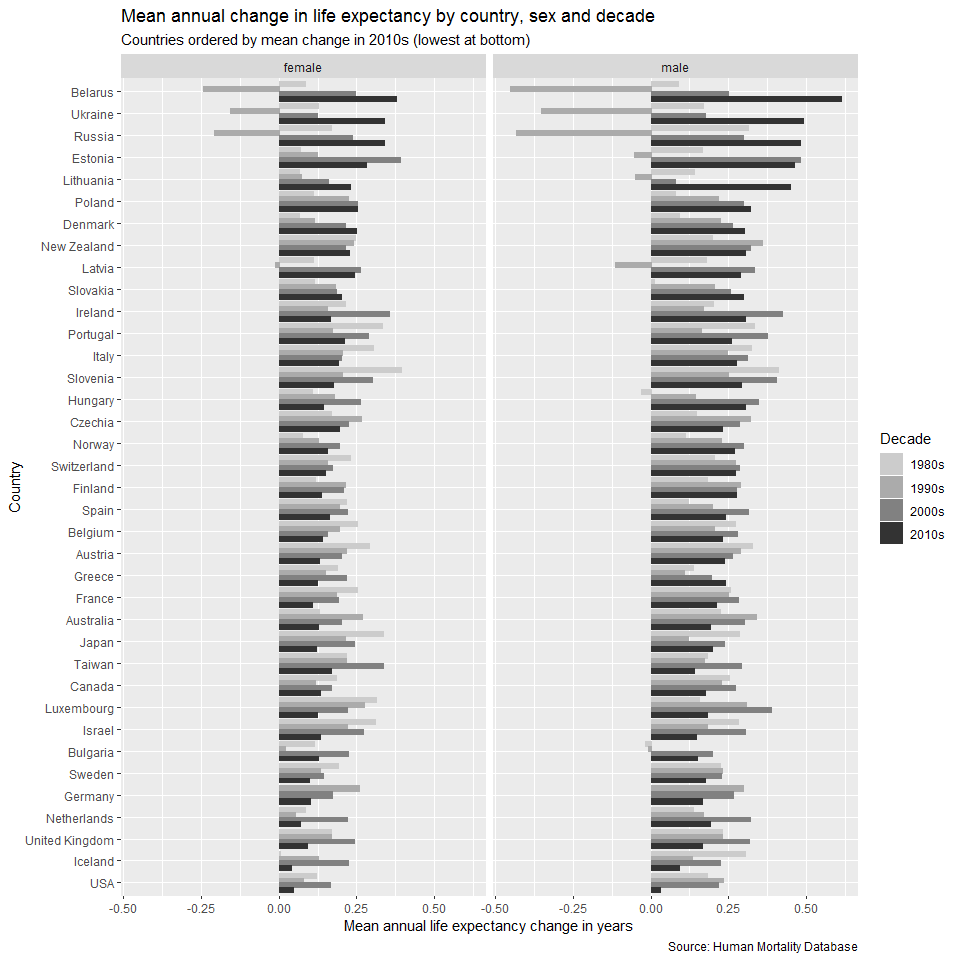 Mean annual change in life expectancy by country, sex and decade
Countries ordered by mean change in 2010s (lowest at bottom)
female
male
Belarus
Ukraine
Russia
Estonia
Lithuania
Poland
Denmark
New Zealand
Latvia
Slovakia
Ireland
Portugal
Italy
Slovenia
Hungary
Czechia
Norway
Switzerland
Finland
Spain
Belgium
Austria
Greece
France
Australia
Japan
Taiwan
Canada
Luxembourg
Israel
Bulgaria
Sweden
Germany
Netherlands
United Kingdom
Iceland
USA
Country
-0.50 -0.25 0.00 0.25 0.50
-0.50 -0.25 0.00 0.25 0.50
Mean annual life expectancy change in years
Decade
1980s
1990s
2000s
2010s
Source: Human Mortality Database